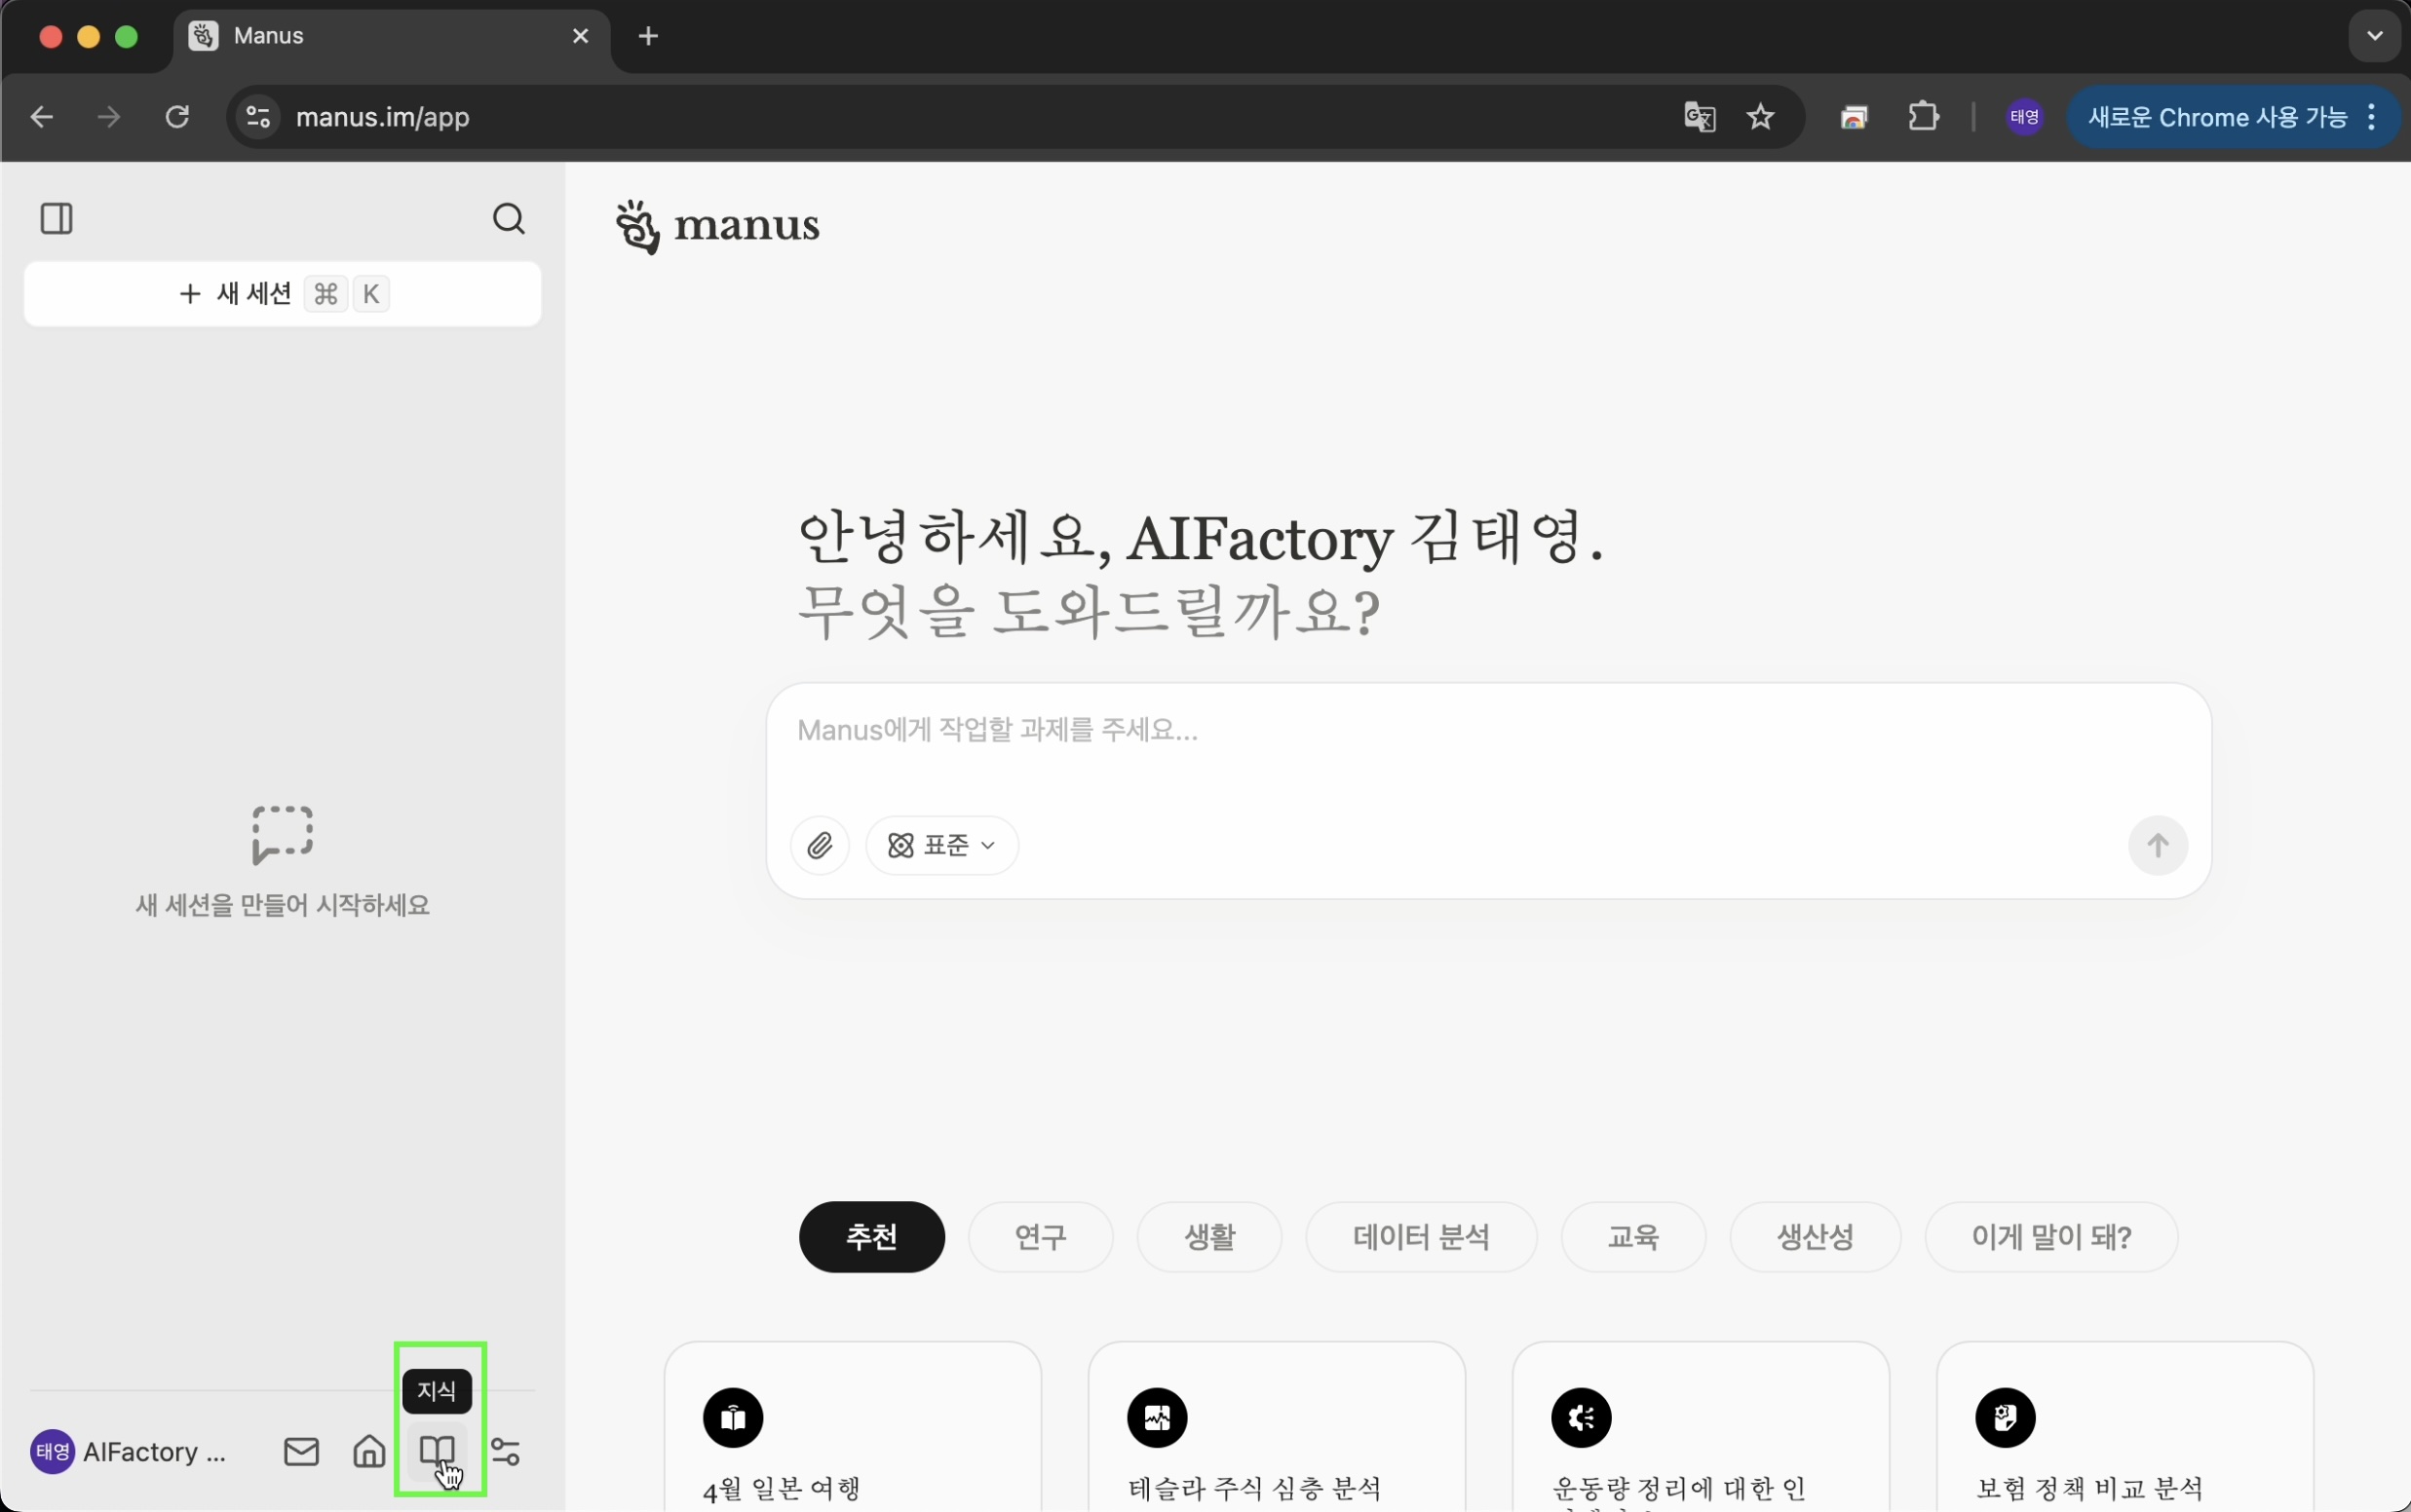 Manus
manus.im/app
태영
새로운 Chrome 사용 가능
새 세션 ⌘ K
manus
안녕하세요, AIFactory 김태영.
무엇을 도와드릴까요?
Manus에게 작업할 과제를 주세요...
표준
새 세션을 만들어 시작하세요
추천
연구
생활
데이터 분석
교육
생산성
이게 말이 돼?
지식
태영 AIFactory ...
4월 일본 여행
테슬라 주식 심층 분석
운동량 정리에 대한 인
보험 정책 비교 분석